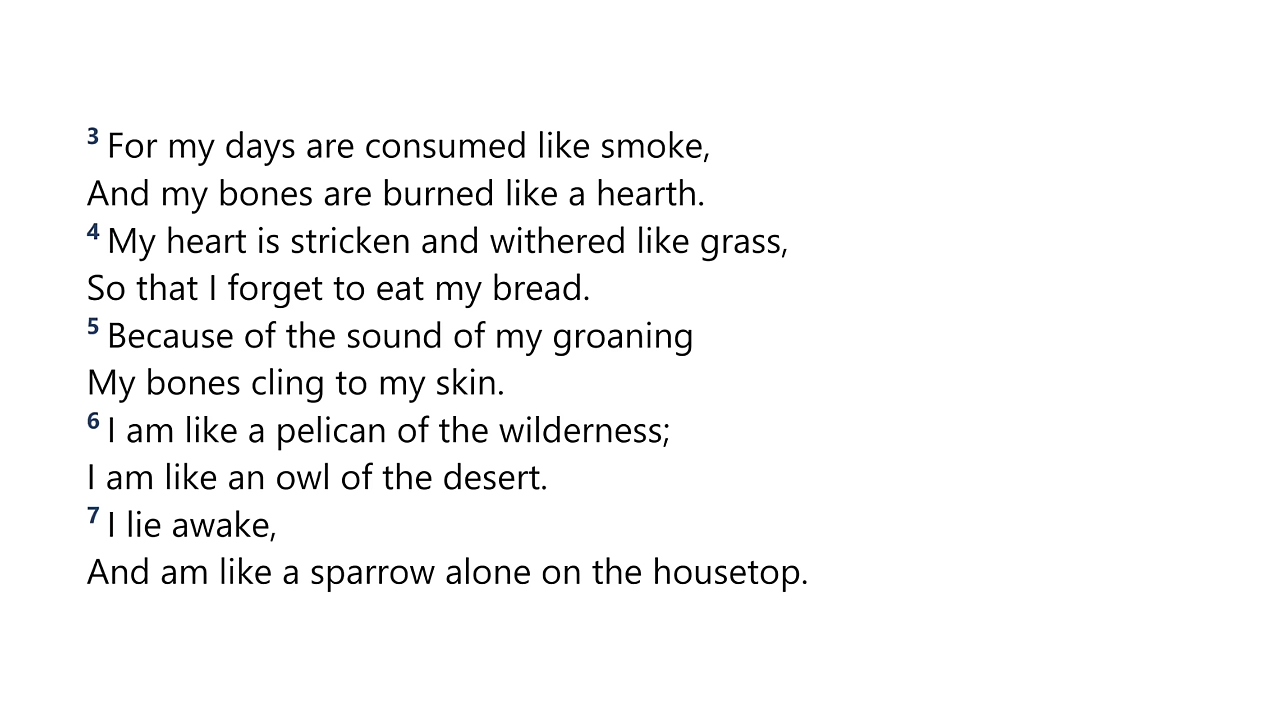 3 For my days are consumed like smoke,
And my bones are burned like a hearth.
4 My heart is stricken and withered like grass,
So that I forget to eat my bread.
5 Because of the sound of my groaning
My bones cling to my skin.
6 I am like a pelican of the wilderness;
I am like an owl of the desert.
7 I lie awake,
And am like a sparrow alone on the housetop.